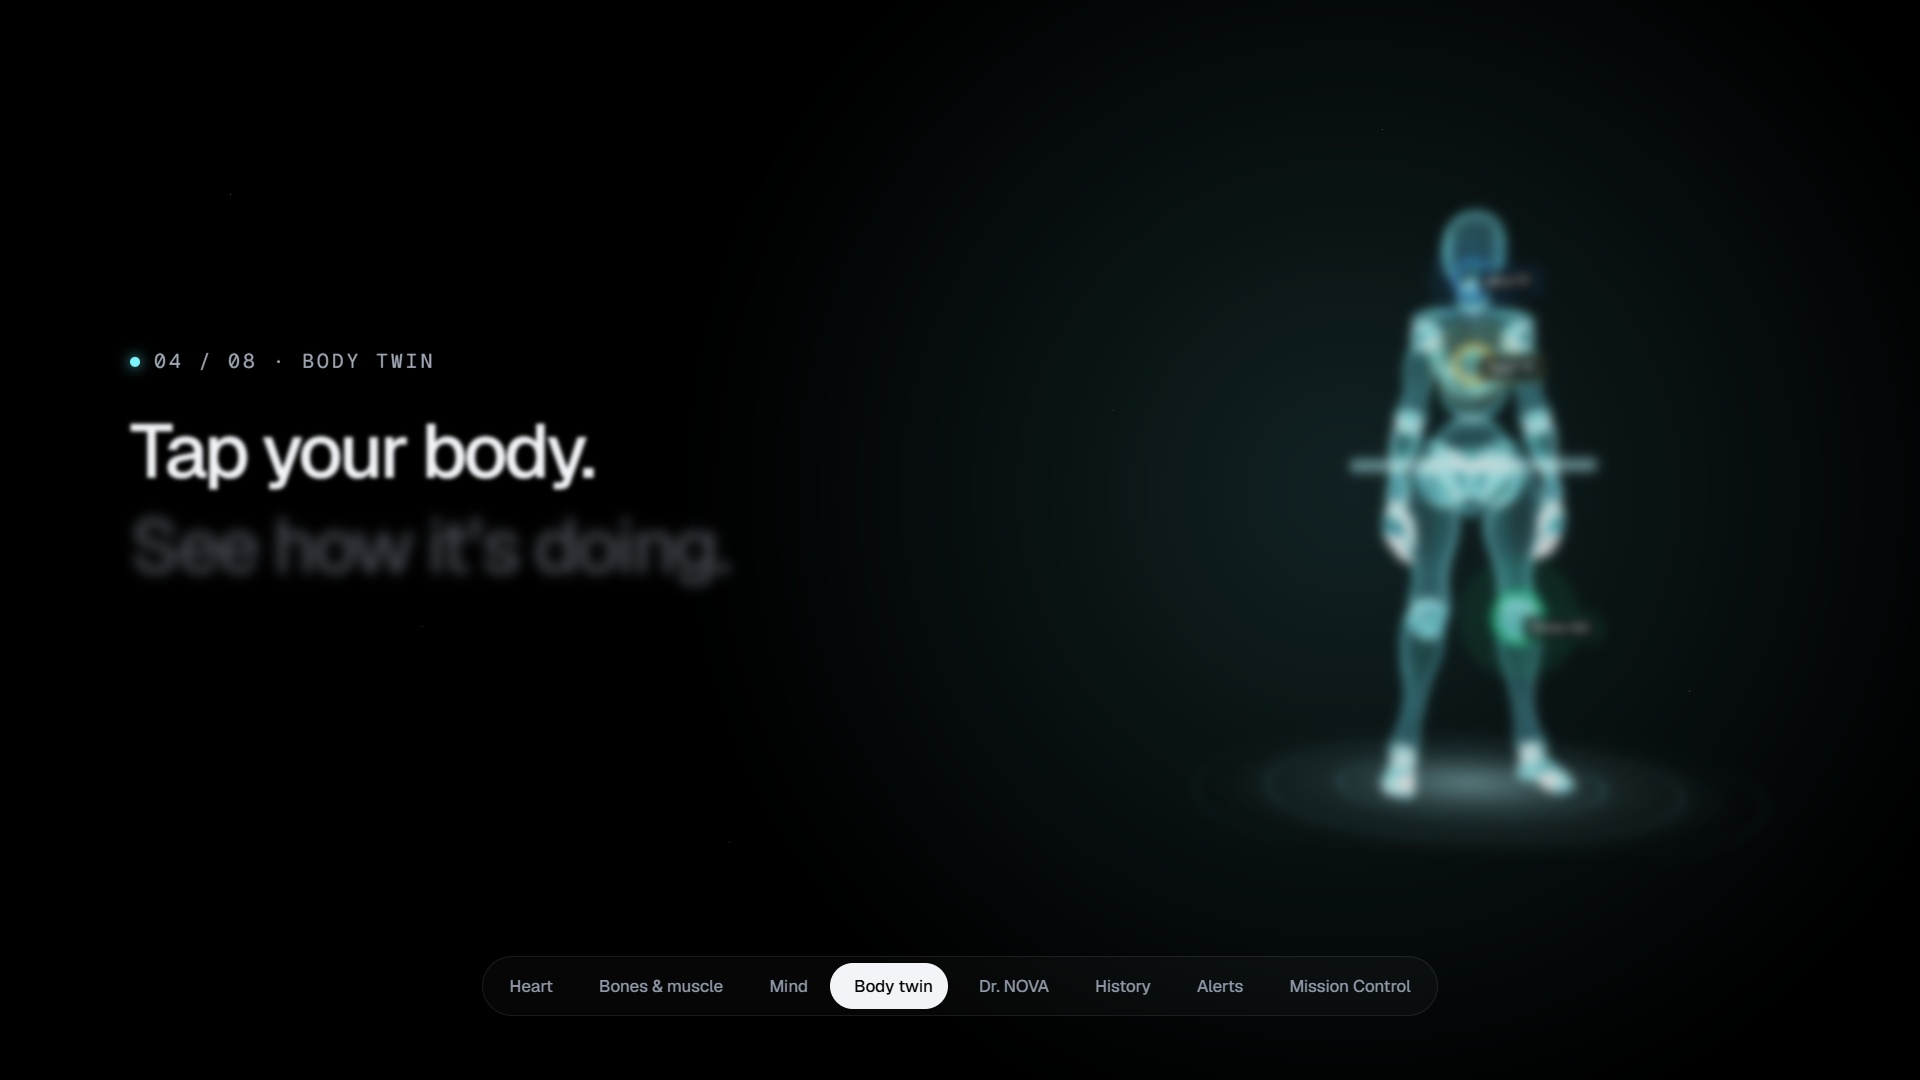 04 / 08 · BODY TWIN
Tap your body.
See how it's doing.
Heart
Bones & muscle
Mind
Body twin
Dr. NOVA
History
Alerts
Mission Control